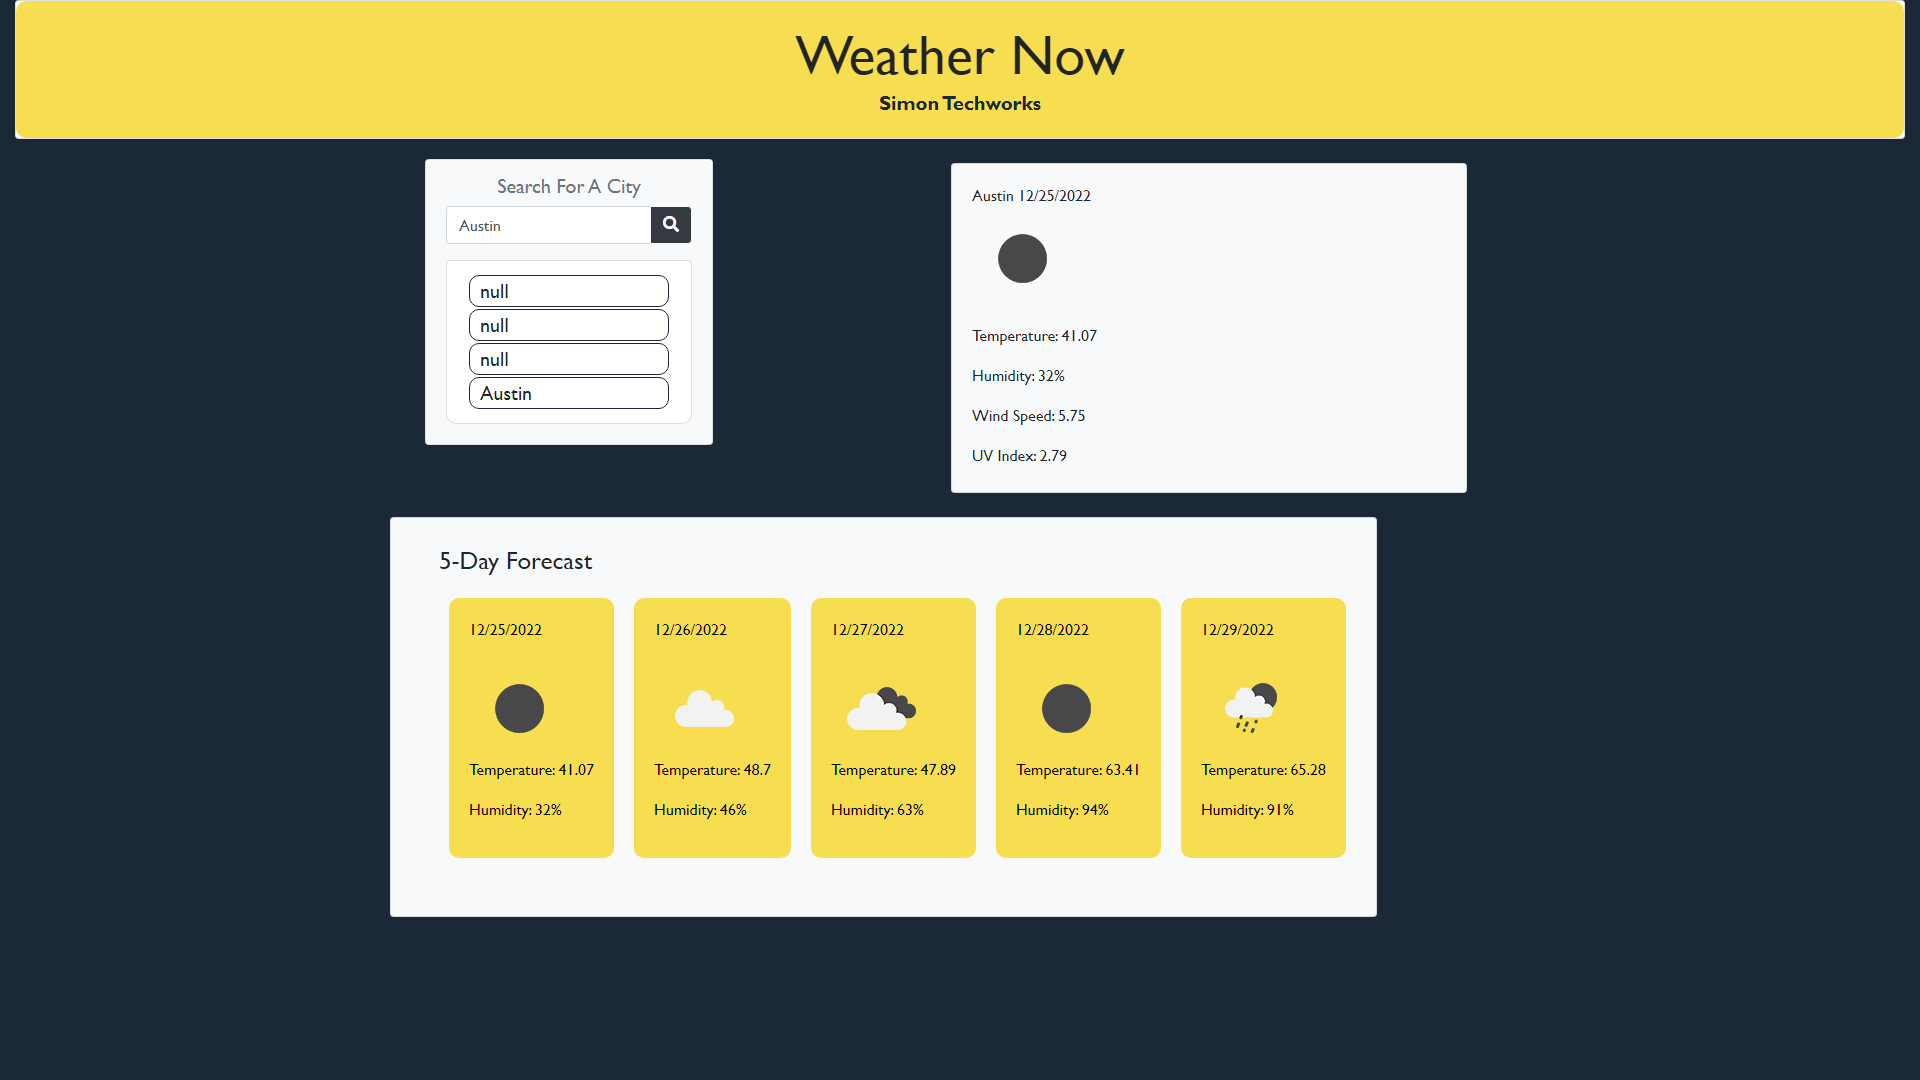 Weather Now
Simon Techworks
Search For A City
Austin
null
null
null
Austin
Austin 12/25/2022
Temperature: 41.07
Humidity: 32%
Wind Speed: 5.75
UV Index: 2.79
5-Day Forecast
12/25/2022
Temperature: 41.07
Humidity: 32%
12/26/2022
Temperature: 48.7
Humidity: 46%
12/27/2022
Temperature: 47.89
Humidity: 63%
12/28/2022
Temperature: 63.41
Humidity: 94%
12/29/2022
Temperature: 65.28
Humidity: 91%